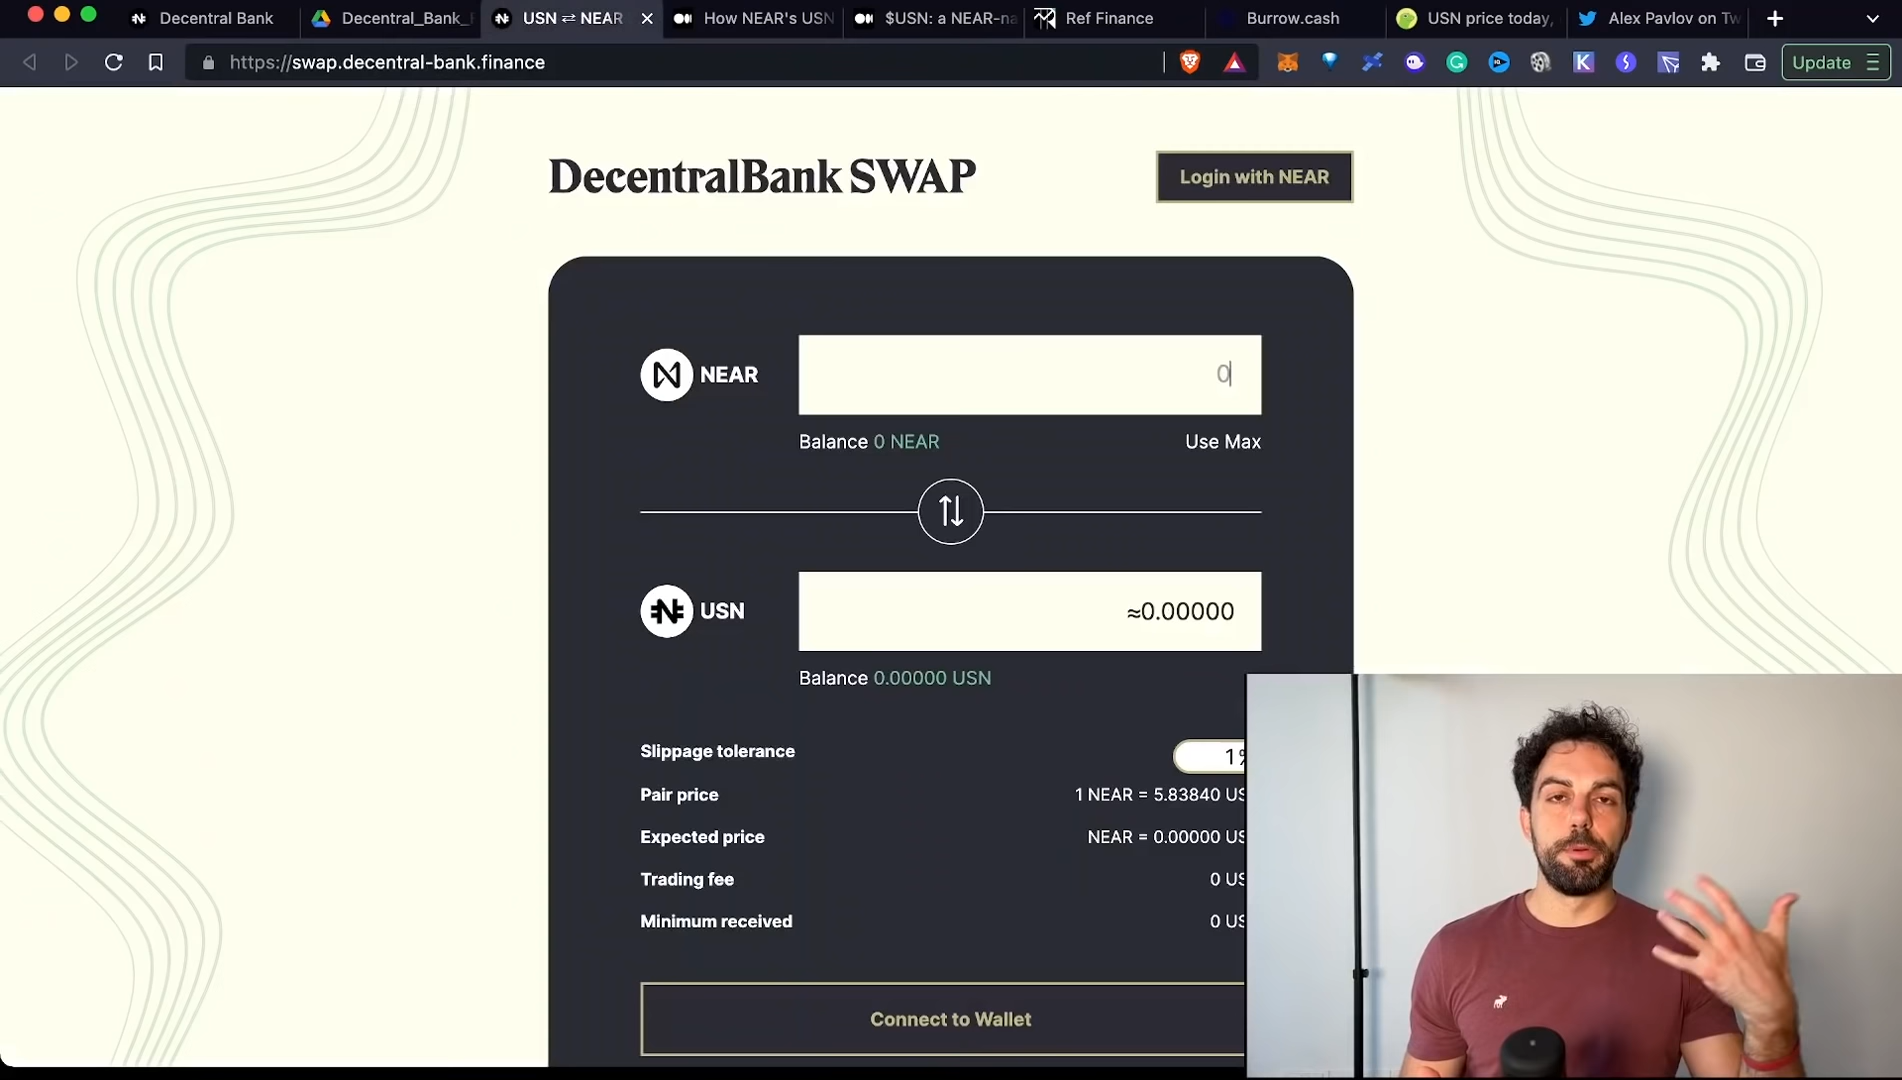 Decentral Bank
Decentral_Bank_
USN ⇄ NEAR
How NEAR's USN
$USN: a NEAR-na
Ref Finance
Burrow.cash
USN price today,
Alex Pavlov on Tw
https://swap.decentral-bank.finance
Update
DecentralBank SWAP
Login with NEAR
NEAR
0
Balance 0 NEAR
Use Max
USN
≈0.00000
Balance 0.00000 USN
Slippage tolerance
1%
Pair price
1 NEAR = 5.83840 US
Expected price
NEAR = 0.00000 US
Trading fee
0 US
Minimum received
0 US
Connect to Wallet